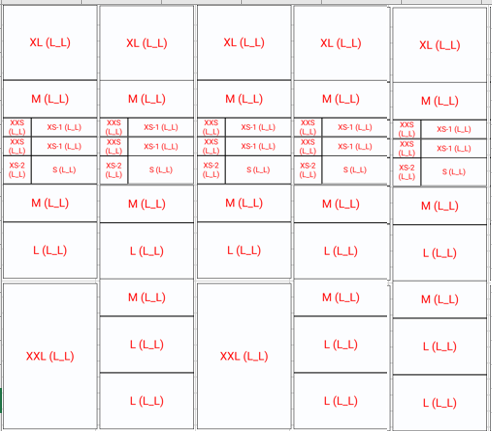 XL (L_L) XL (L_L) XL (L_L) XL (L_L) XL (L_L)
M (L_L) M (L_L) M (L_L) M (L_L) M (L_L)
XXS (L_L) XS-1 (L_L) XXS (L_L) XS-1 (L_L) XXS (L_L) XS-1 (L_L) XXS (L_L) XS-1 (L_L) XXS (L_L) XS-1 (L_L)
XXS (L_L) XS-1 (L_L) XXS (L_L) XS-1 (L_L) XXS (L_L) XS-1 (L_L) XXS (L_L) XS-1 (L_L) XXS (L_L) XS-1 (L_L)
XS-2 (L_L) S (L_L) XS-2 (L_L) S (L_L) XS-2 (L_L) S (L_L) XS-2 (L_L) S (L_L) XS-2 (L_L) S (L_L)
M (L_L) M (L_L) M (L_L) M (L_L) M (L_L)
L (L_L) L (L_L) L (L_L) L (L_L) L (L_L)
M (L_L) M (L_L) M (L_L)
XXL (L_L) L (L_L) XXL (L_L) L (L_L) L (L_L)
L (L_L) L (L_L) L (L_L)